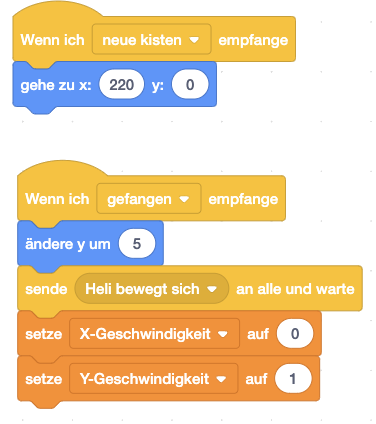 Wenn ich neue kisten empfange
gehe zu x: 220 y: 0
Wenn ich gefangen empfange
ändere y um 5
sende Heli bewegt sich an alle und warte
setze X-Geschwindigkeit auf 0
setze Y-Geschwindigkeit auf 1